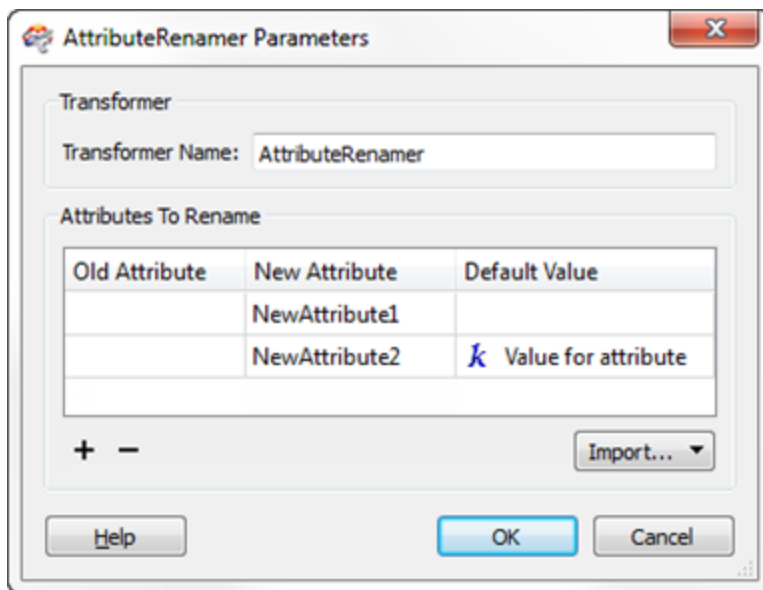 AttributeRenamer Parameters
Transformer
Transformer Name: AttributeRenamer
Attributes To Rename
Old Attribute New Attribute Default Value
NewAttribute1
NewAttribute2 k Value for attribute
+ −
Import...
Help OK Cancel